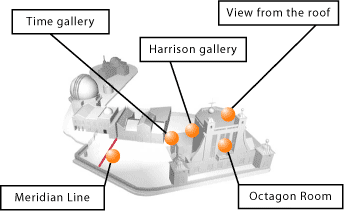 Time gallery
View from the roof
Harrison gallery
Meridian Line
Octagon Room